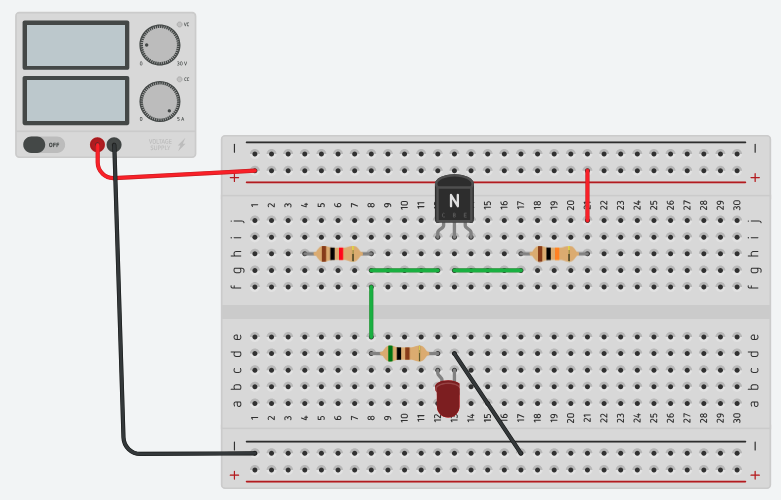 VE
0 30 V
CE
0 5 A
OFF
VOLTAGE
SUPPLY
− −
+ +
N
C B E
1 2 3 4 5 6 7 8 9 10 11 12 13 14 15 16 17 18 19 20 21 22 23 24 25 26 27 28 29 30
j j
i i
h h
g g
f f
e e
d d
c c
b b
a a
1 2 3 4 5 6 7 8 9 10 11 12 13 14 15 16 17 18 19 20 21 22 23 24 25 26 27 28 29 30
− −
+ +